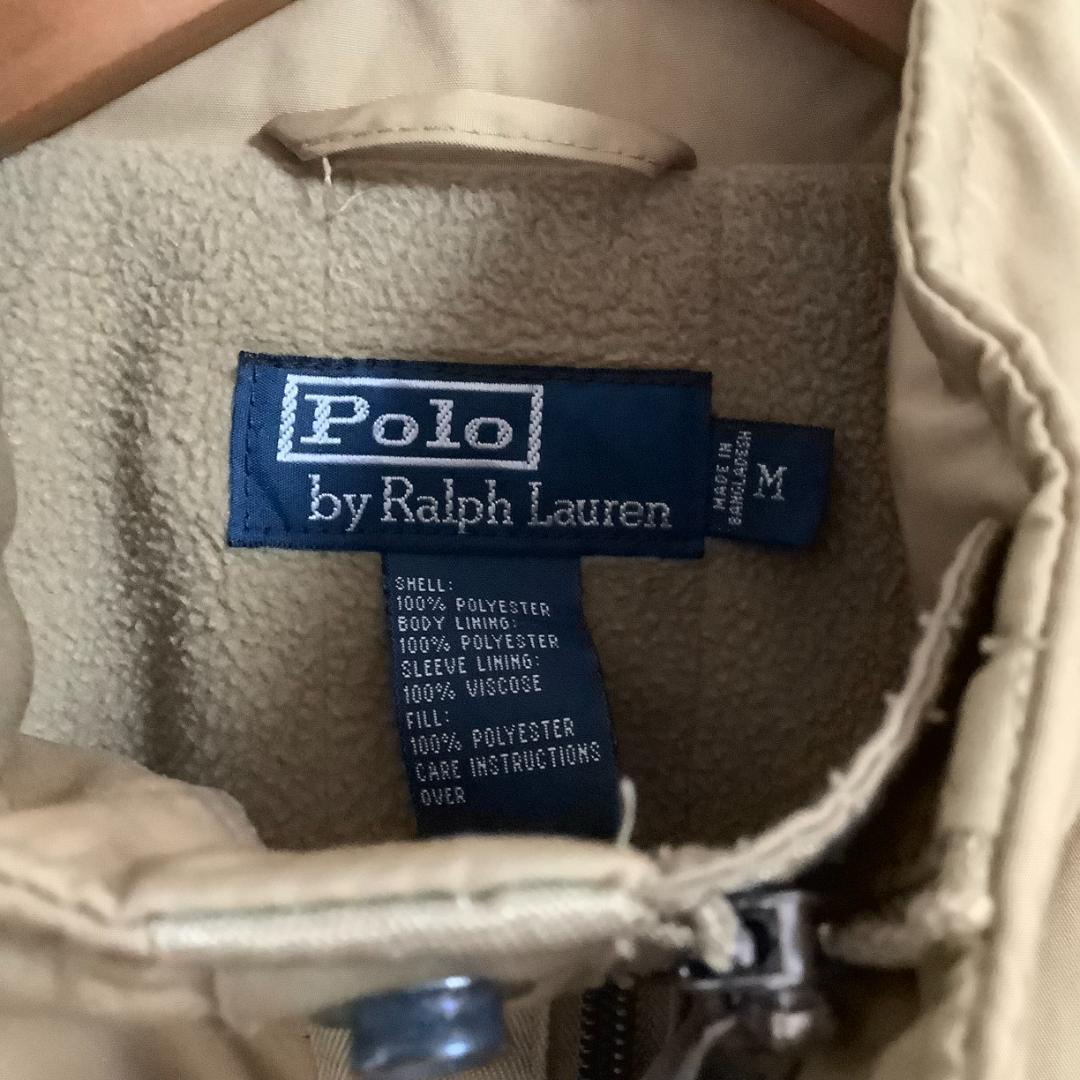 Polo
by Ralph Lauren
MADE IN
BANGLADESH
M
SHELL:
100% POLYESTER
BODY LINING:
100% POLYESTER
SLEEVE LINING:
100% VISCOSE
FILL:
100% POLYESTER
CARE INSTRUCTIONS
OVER